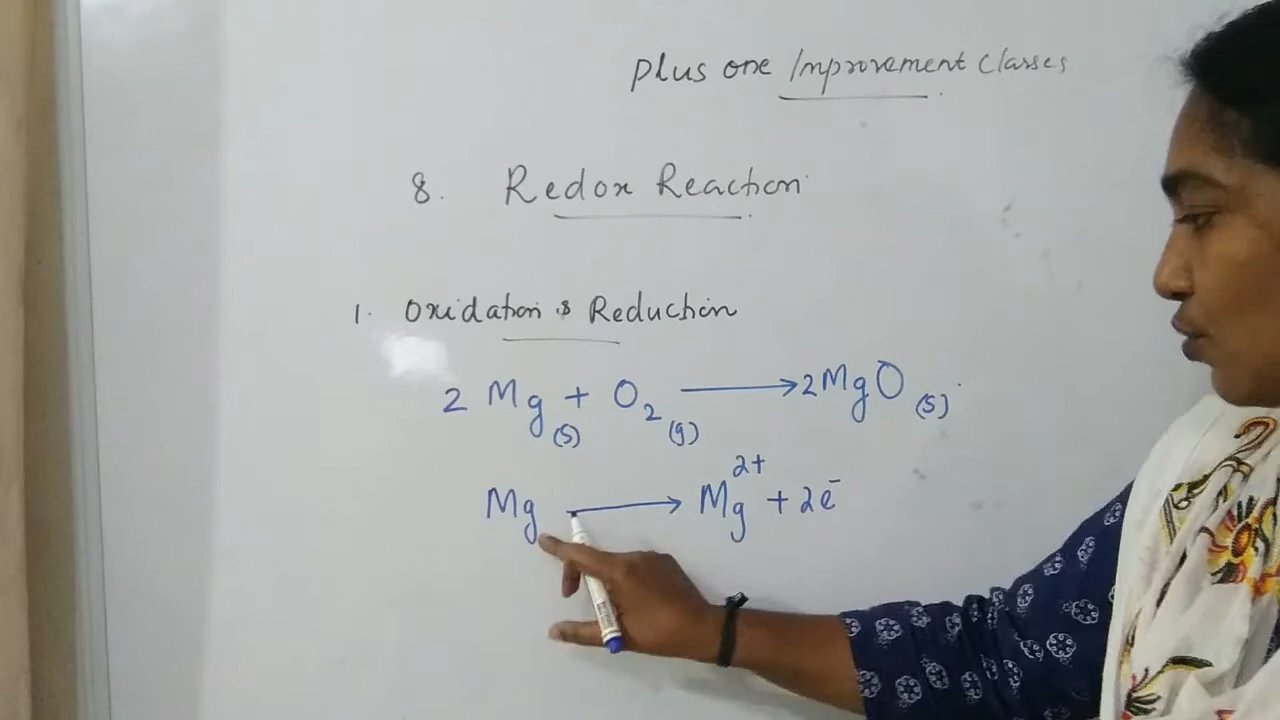 Plus one Improvement Classes
8. Redox Reaction
1. Oxidation & Reduction
2 Mg(s) + O₂(g) ⟶ 2MgO(s)
Mg ⟶ Mg²⁺ + 2e⁻